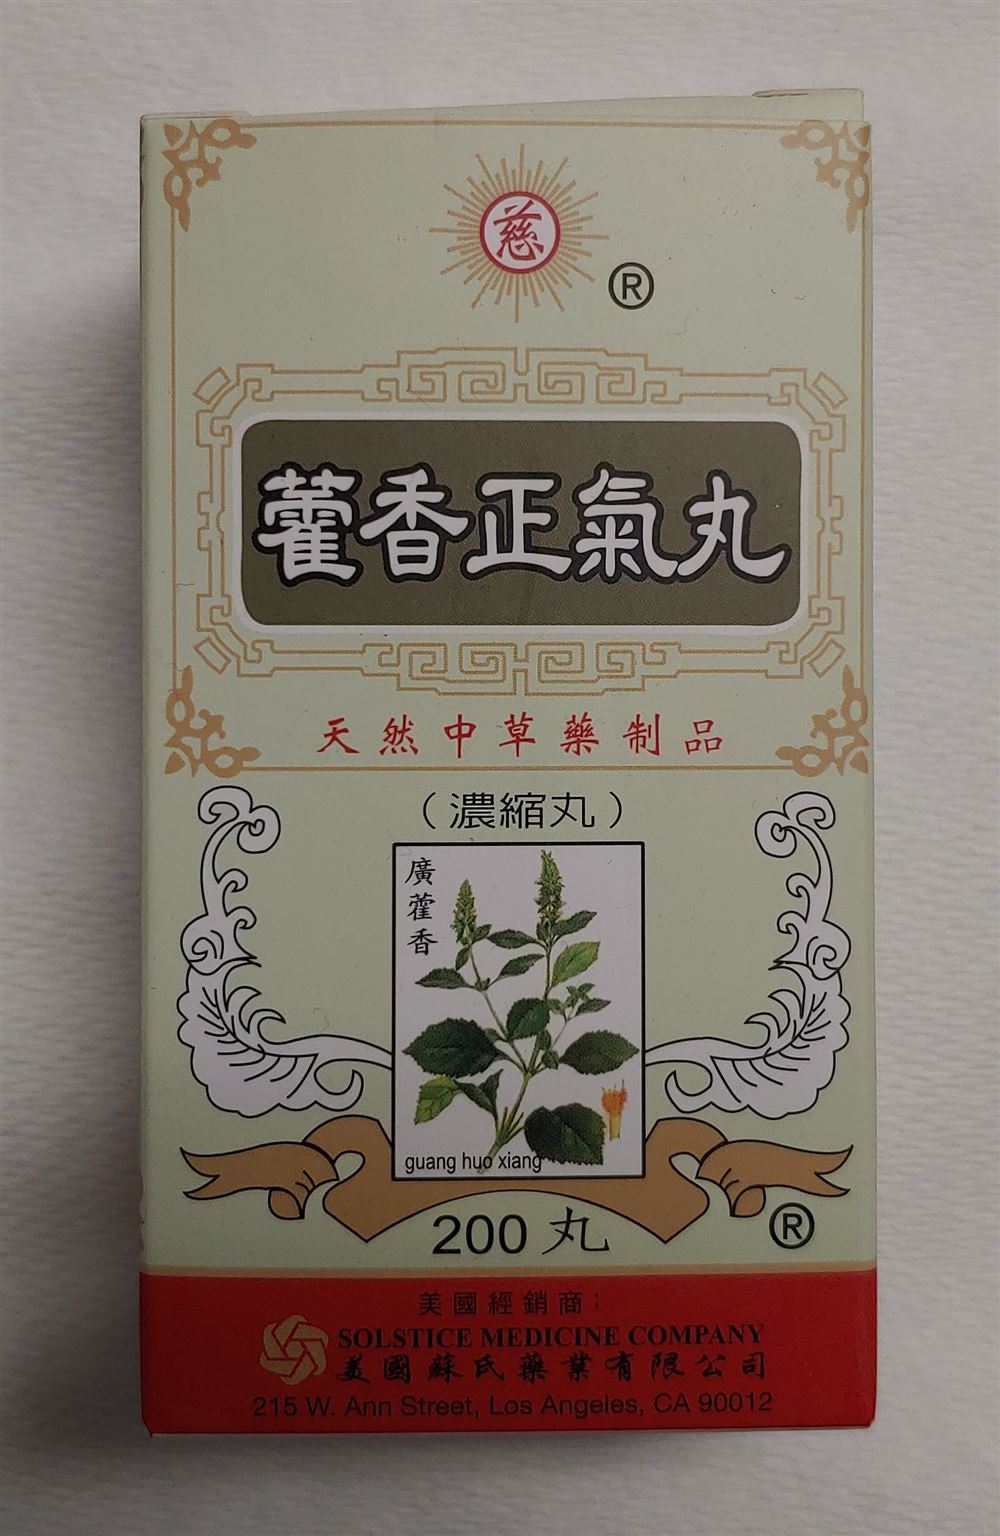 慈
®
藿香正氣丸
天然中草藥制品
（濃縮丸）
廣藿香
guang huo xiang
200 丸
®
美國經銷商：
SOLSTICE MEDICINE COMPANY
美國蘇氏藥業有限公司
215 W. Ann Street, Los Angeles, CA 90012